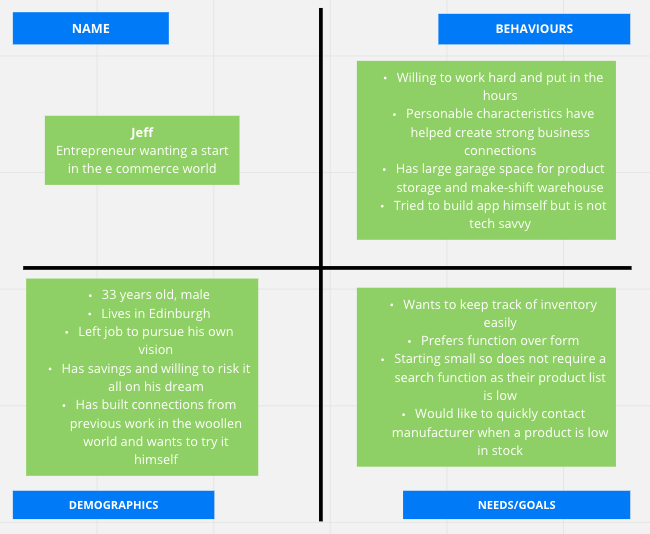 NAME
Jeff
Entrepreneur wanting a start
in the e commerce world
BEHAVIOURS
• Willing to work hard and put in the
hours
• Personable characteristics have
helped create strong business
connections
• Has large garage space for product
storage and make-shift warehouse
• Tried to build app himself but is not
tech savvy
• 33 years old, male
• Lives in Edinburgh
• Left job to pursue his own
vision
• Has savings and willing to risk it
all on his dream
• Has built connections from
previous work in the woollen
world and wants to try it
himself
DEMOGRAPHICS
• Wants to keep track of inventory
easily
• Prefers function over form
• Starting small so does not require a
search function as their product list
is low
• Would like to quickly contact
manufacturer when a product is low
in stock
NEEDS/GOALS